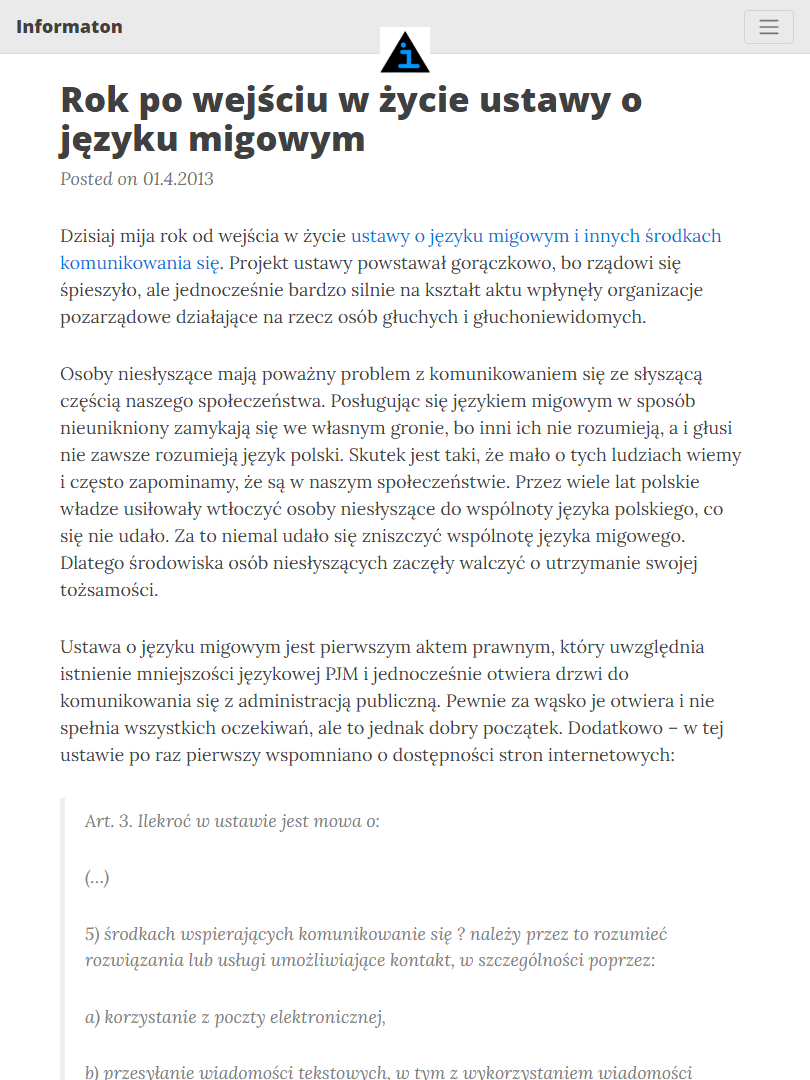 Informaton
i
Rok po wejściu w życie ustawy o
języku migowym
Posted on 01.4.2013
Dzisiaj mija rok od wejścia w życie ustawy o języku migowym i innych środkach
komunikowania się. Projekt ustawy powstawał gorączkowo, bo rządowi się
śpieszyło, ale jednocześnie bardzo silnie na kształt aktu wpłynęły organizacje
pozarządowe działające na rzecz osób głuchych i głuchoniewidomych.
Osoby niesłyszące mają poważny problem z komunikowaniem się ze słyszącą
częścią naszego społeczeństwa. Posługując się językiem migowym w sposób
nieunikniony zamykają się we własnym gronie, bo inni ich nie rozumieją, a i głusi
nie zawsze rozumieją język polski. Skutek jest taki, że mało o tych ludziach wiemy
i często zapominamy, że są w naszym społeczeństwie. Przez wiele lat polskie
władze usiłowały wtłoczyć osoby niesłyszące do wspólnoty języka polskiego, co
się nie udało. Za to niemal udało się zniszczyć wspólnotę języka migowego.
Dlatego środowiska osób niesłyszących zaczęły walczyć o utrzymanie swojej
tożsamości.
Ustawa o języku migowym jest pierwszym aktem prawnym, który uwzględnia
istnienie mniejszości językowej PJM i jednocześnie otwiera drzwi do
komunikowania się z administracją publiczną. Pewnie za wąsko je otwiera i nie
spełnia wszystkich oczekiwań, ale to jednak dobry początek. Dodatkowo – w tej
ustawie po raz pierwszy wspomniano o dostępności stron internetowych:
Art. 3. Ilekroć w ustawie jest mowa o:
(…)
5) środkach wspierających komunikowanie się ? należy przez to rozumieć
rozwiązania lub usługi umożliwiające kontakt, w szczególności poprzez:
a) korzystanie z poczty elektronicznej,
b) przesyłanie wiadomości tekstowych, w tym z wykorzystaniem wiadomości